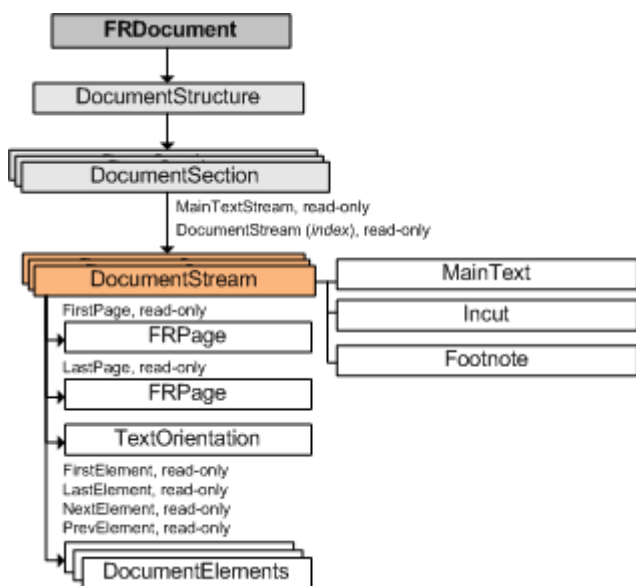 FRDocument
DocumentStructure
DocumentSection
MainTextStream, read-only
DocumentStream (index), read-only
DocumentStream
MainText
Incut
Footnote
FirstPage, read-only
FRPage
LastPage, read-only
FRPage
TextOrientation
FirstElement, read-only
LastElement, read-only
NextElement, read-only
PrevElement, read-only
DocumentElements